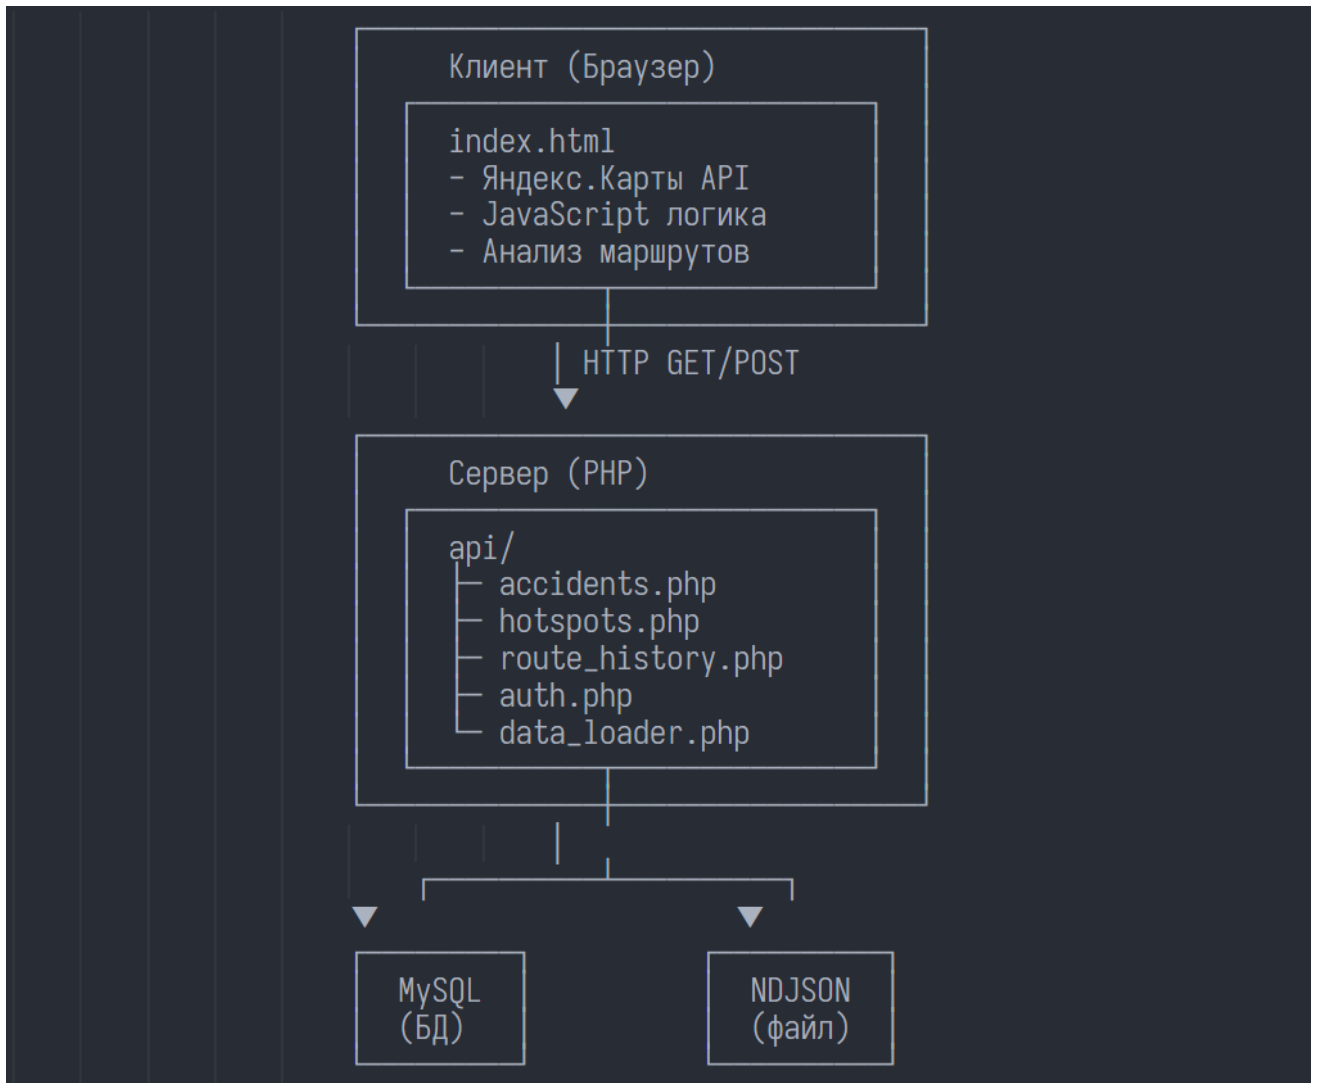 Клиент (Браузер)
index.html
- Яндекс.Карты API
- JavaScript логика
- Анализ маршрутов
HTTP GET/POST
▼
Сервер (PHP)
api/
├─ accidents.php
├─ hotspots.php
├─ route_history.php
├─ auth.php
└─ data_loader.php
▼ ▼
MySQL NDJSON
(БД) (файл)